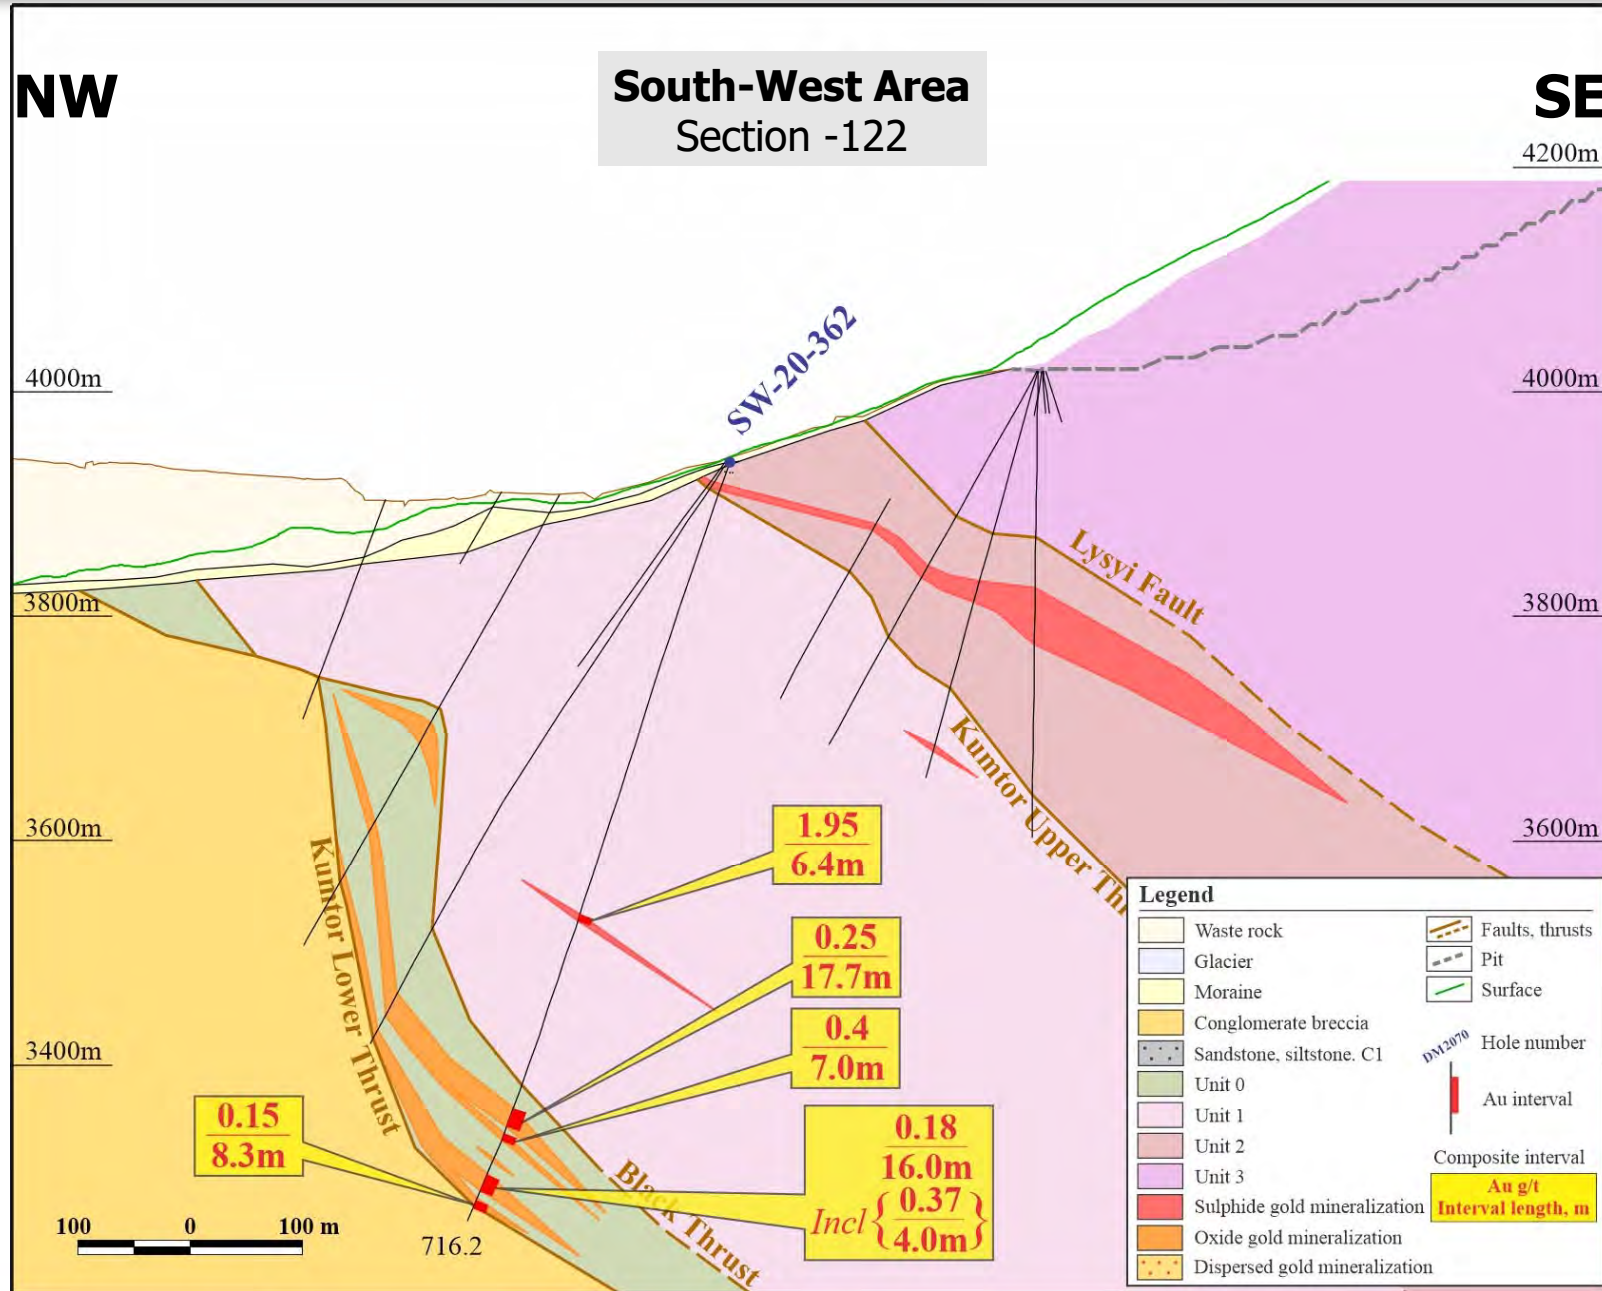 NW
South-West Area
Section -122
SE
4200m
SW-20-362
4000m
4000m
Lysyi Fault
3800m
3800m
Kumtor Upper Th
3600m
3600m
1.95
6.4m
Kumtor Lower Thrust
0.25
17.7m
3400m
0.4
7.0m
0.15
8.3m
0.18
16.0m
Incl { 0.37
4.0m }
Black Thrust
100 0 100 m
716.2
Legend
Waste rock
Glacier
Moraine
Conglomerate breccia
Sandstone, siltstone. C1
Unit 0
Unit 1
Unit 2
Unit 3
Sulphide gold mineralization
Oxide gold mineralization
Dispersed gold mineralization
Faults, thrusts
Pit
Surface
DM2070
Hole number
Au interval
Composite interval
Au g/t
Interval length, m